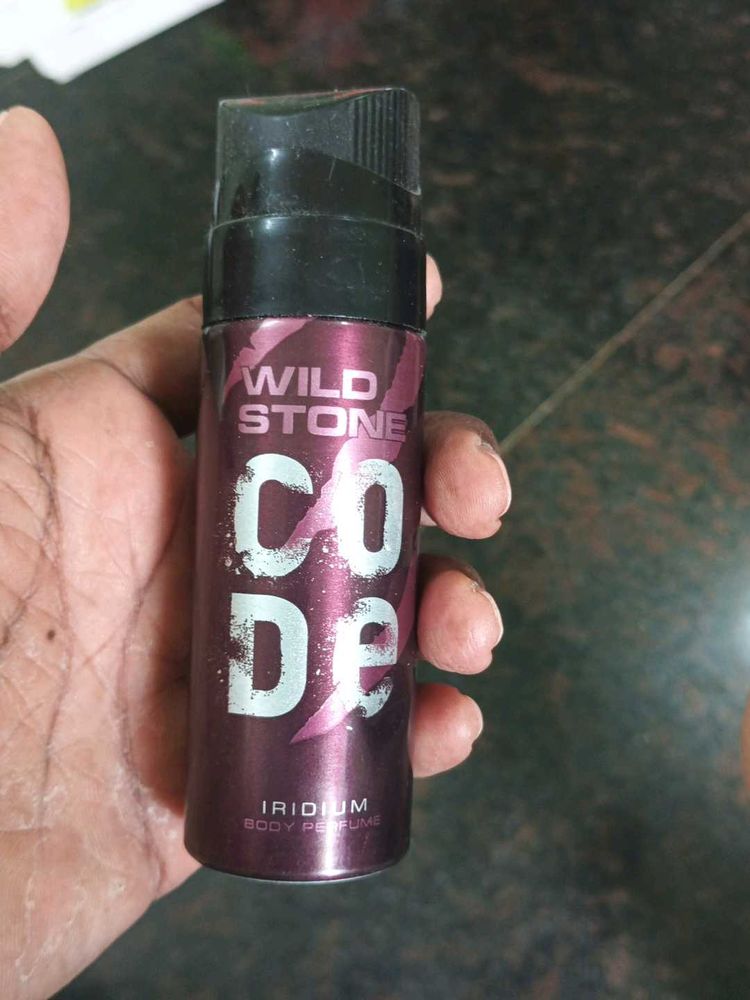 WILD
STONE
CO
De
IRIDIUM
BODY PERFUME